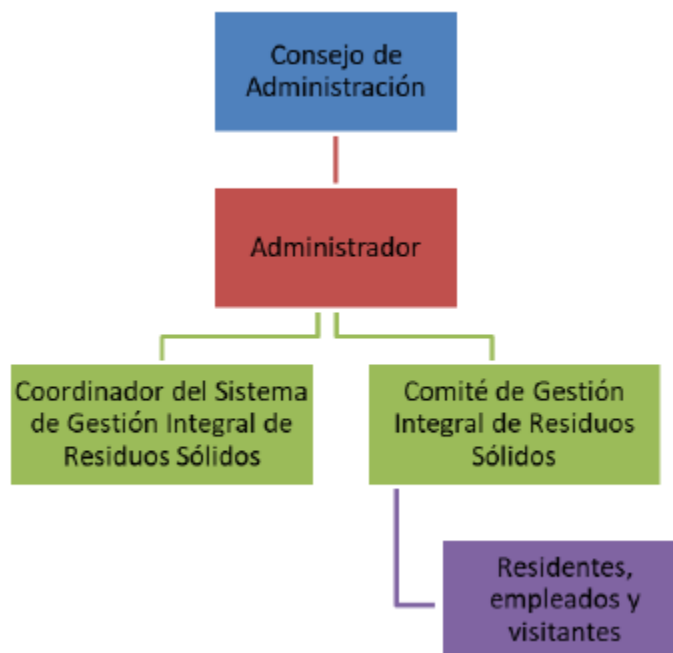 Consejo de
Administración
Administrador
Coordinador del Sistema
de Gestión Integral de
Residuos Sólidos
Comité de Gestión
Integral de Residuos
Sólidos
Residentes,
empleados y
visitantes